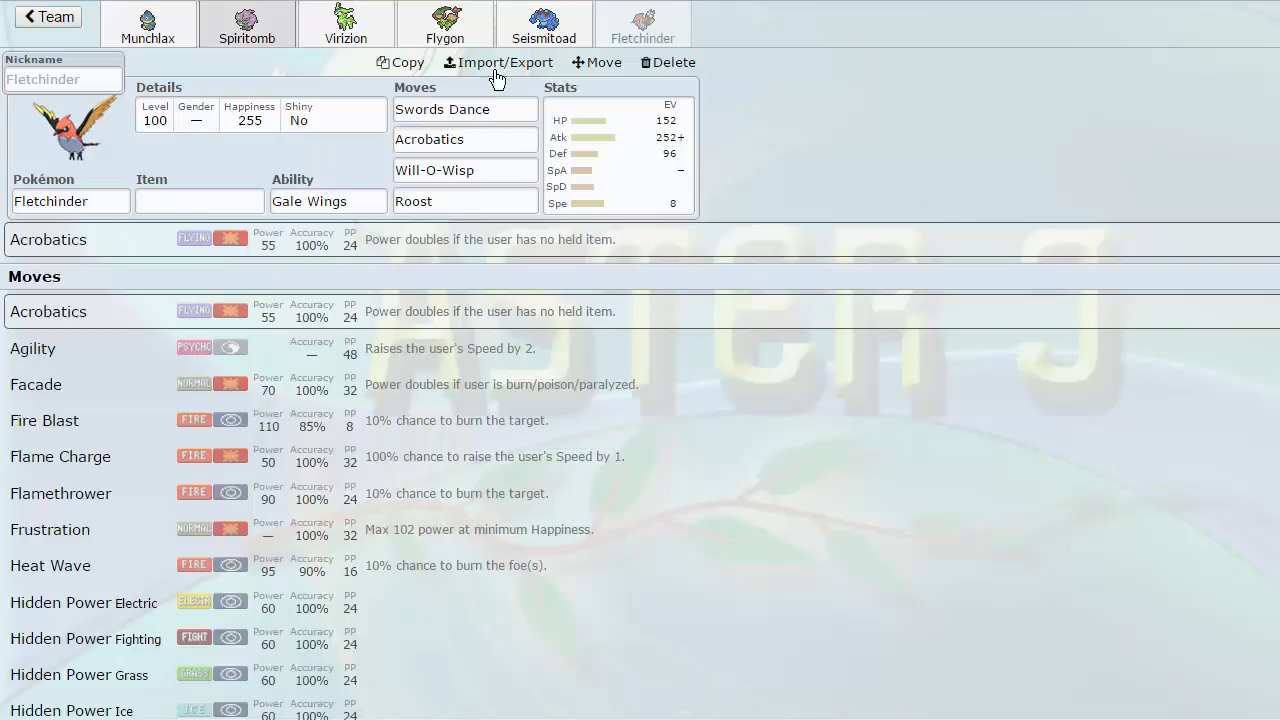 Team
Munchlax
Spiritomb
Virizion
Flygon
Seismitoad
Fletchinder
Nickname
Fletchinder
Copy
Import/Export
Move
Delete
Details
Level Gender Happiness Shiny
100 — 255 No
Pokémon
Fletchinder
Item
Ability
Gale Wings
Moves
Swords Dance
Acrobatics
Will-O-Wisp
Roost
Stats
EV
HP 152
Atk 252+
Def 96
SpA –
SpD
Spe 8
Acrobatics FLYING Power 55 Accuracy 100% PP 24 Power doubles if the user has no held item.
Moves
Acrobatics FLYING Power 55 Accuracy 100% PP 24 Power doubles if the user has no held item.
Agility PSYCHC Accuracy — PP 48 Raises the user's Speed by 2.
Facade NORMAL Power 70 Accuracy 100% PP 32 Power doubles if user is burn/poison/paralyzed.
Fire Blast FIRE Power 110 Accuracy 85% PP 8 10% chance to burn the target.
Flame Charge FIRE Power 50 Accuracy 100% PP 32 100% chance to raise the user's Speed by 1.
Flamethrower FIRE Power 90 Accuracy 100% PP 24 10% chance to burn the target.
Frustration NORMAL Power — Accuracy 100% PP 32 Max 102 power at minimum Happiness.
Heat Wave FIRE Power 95 Accuracy 90% PP 16 10% chance to burn the foe(s).
Hidden Power Electric ELECTR Power 60 Accuracy 100% PP 24
Hidden Power Fighting FIGHT Power 60 Accuracy 100% PP 24
Hidden Power Grass GRASS Power 60 Accuracy 100% PP 24
Hidden Power Ice ICE Power 60 Accuracy 100% PP 24
ASTER J